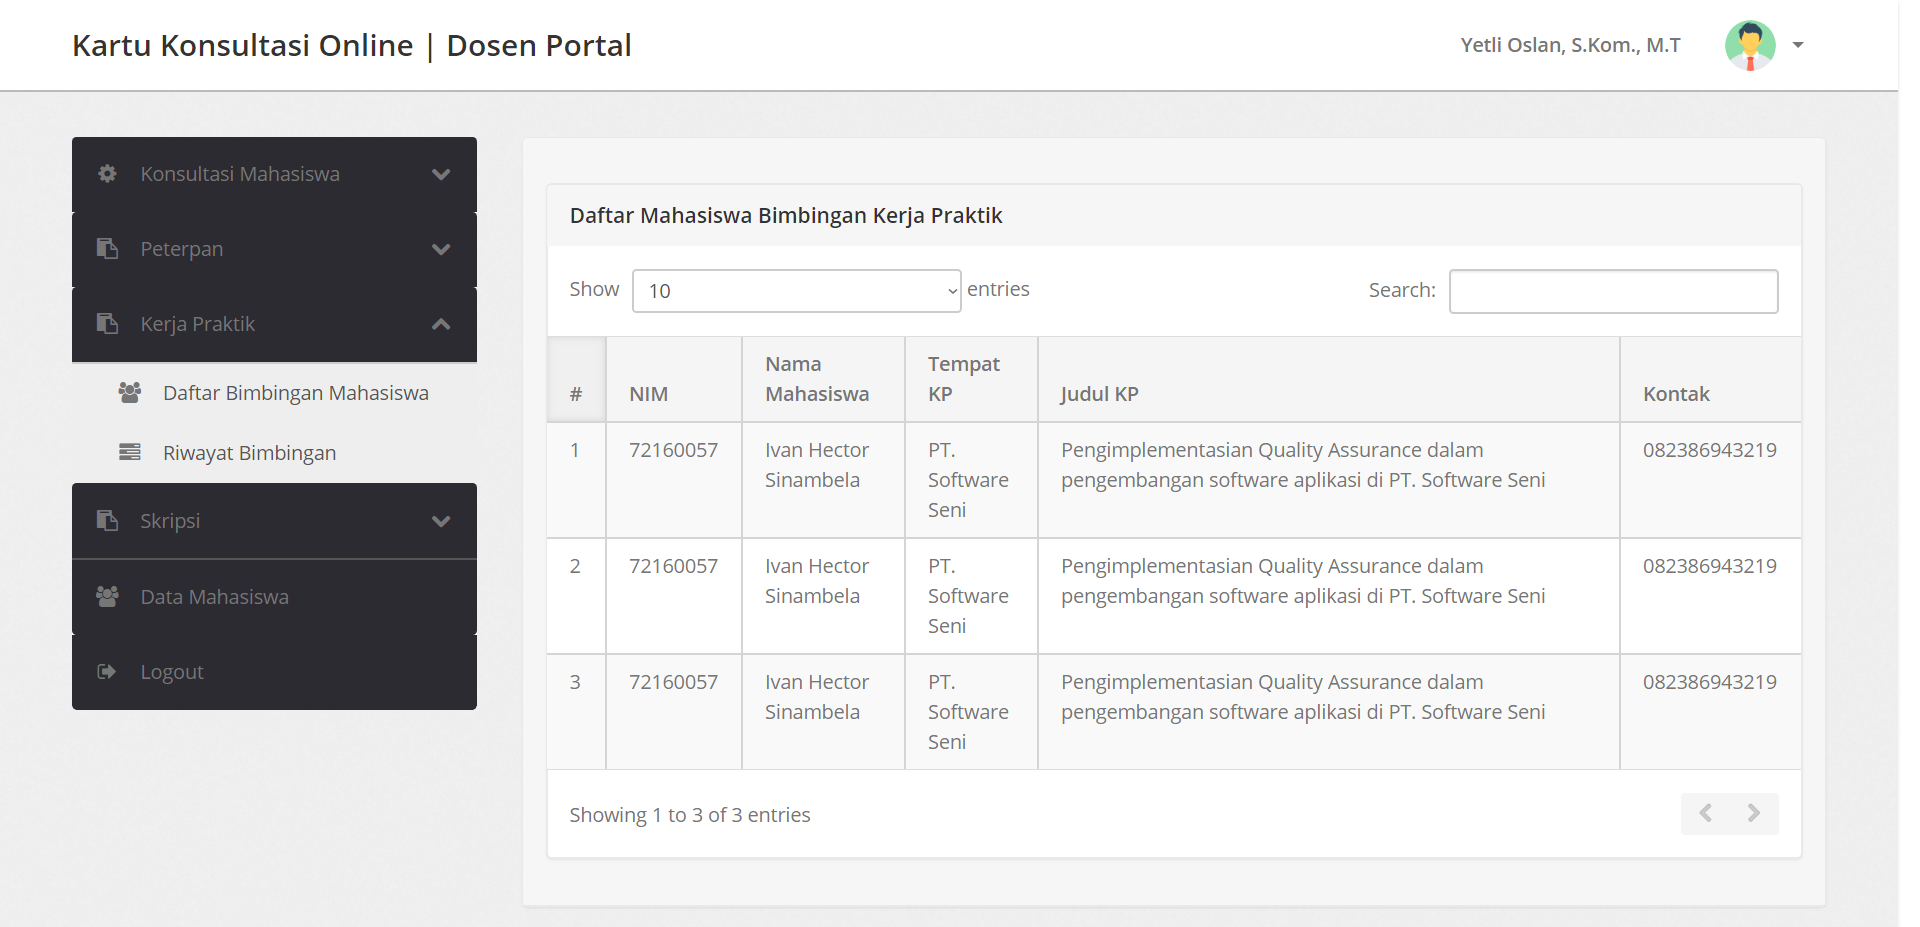 Kartu Konsultasi Online | Dosen Portal
Yetli Oslan, S.Kom., M.T
Konsultasi Mahasiswa
Peterpan
Kerja Praktik
Daftar Bimbingan Mahasiswa
Riwayat Bimbingan
Skripsi
Data Mahasiswa
Logout
Daftar Mahasiswa Bimbingan Kerja Praktik
Show 10 entries
Search:
# NIM Nama Mahasiswa Tempat KP Judul KP Kontak
1 72160057 Ivan Hector Sinambela PT. Software Seni Pengimplementasian Quality Assurance dalam pengembangan software aplikasi di PT. Software Seni 082386943219
2 72160057 Ivan Hector Sinambela PT. Software Seni Pengimplementasian Quality Assurance dalam pengembangan software aplikasi di PT. Software Seni 082386943219
3 72160057 Ivan Hector Sinambela PT. Software Seni Pengimplementasian Quality Assurance dalam pengembangan software aplikasi di PT. Software Seni 082386943219
Showing 1 to 3 of 3 entries